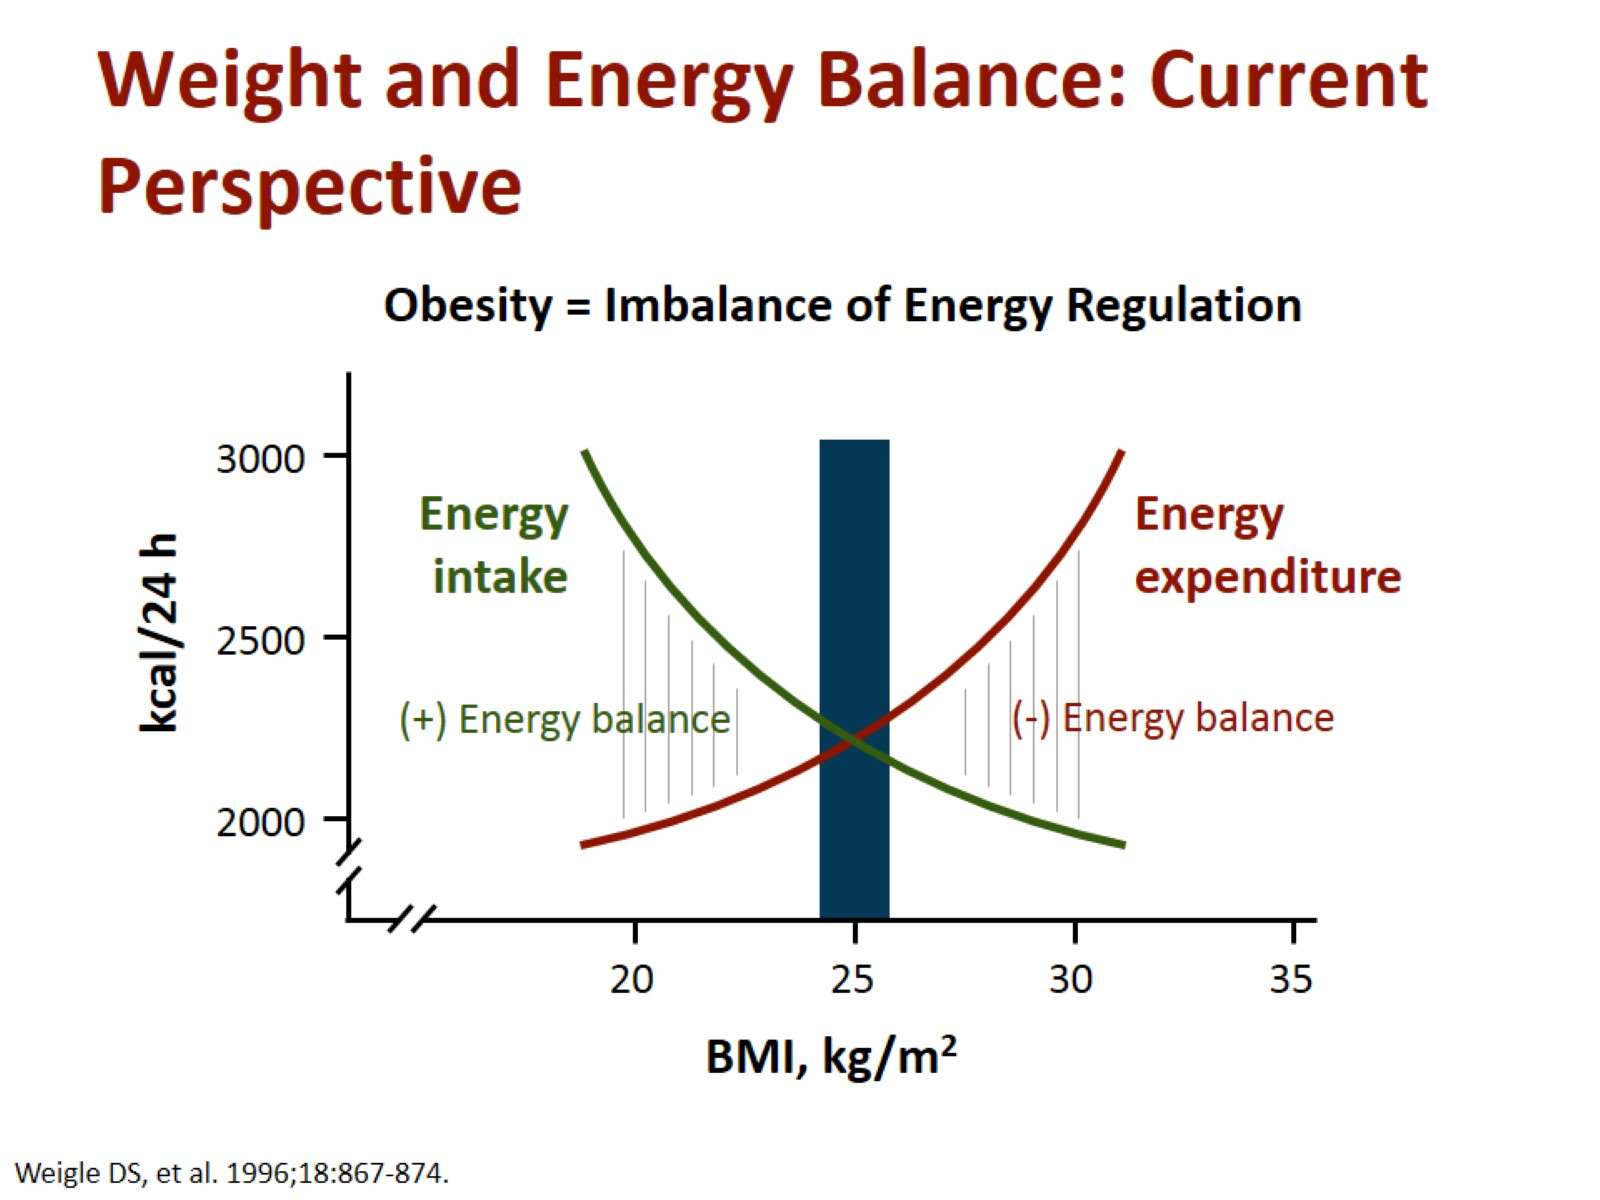 Weight and Energy Balance: Current
Perspective
Obesity = Imbalance of Energy Regulation
3000
2500
2000
kcal/24 h
Energy
intake
Energy
expenditure
(+) Energy balance
(-) Energy balance
20 25 30 35
BMI, kg/m²
Weigle DS, et al. 1996;18:867-874.